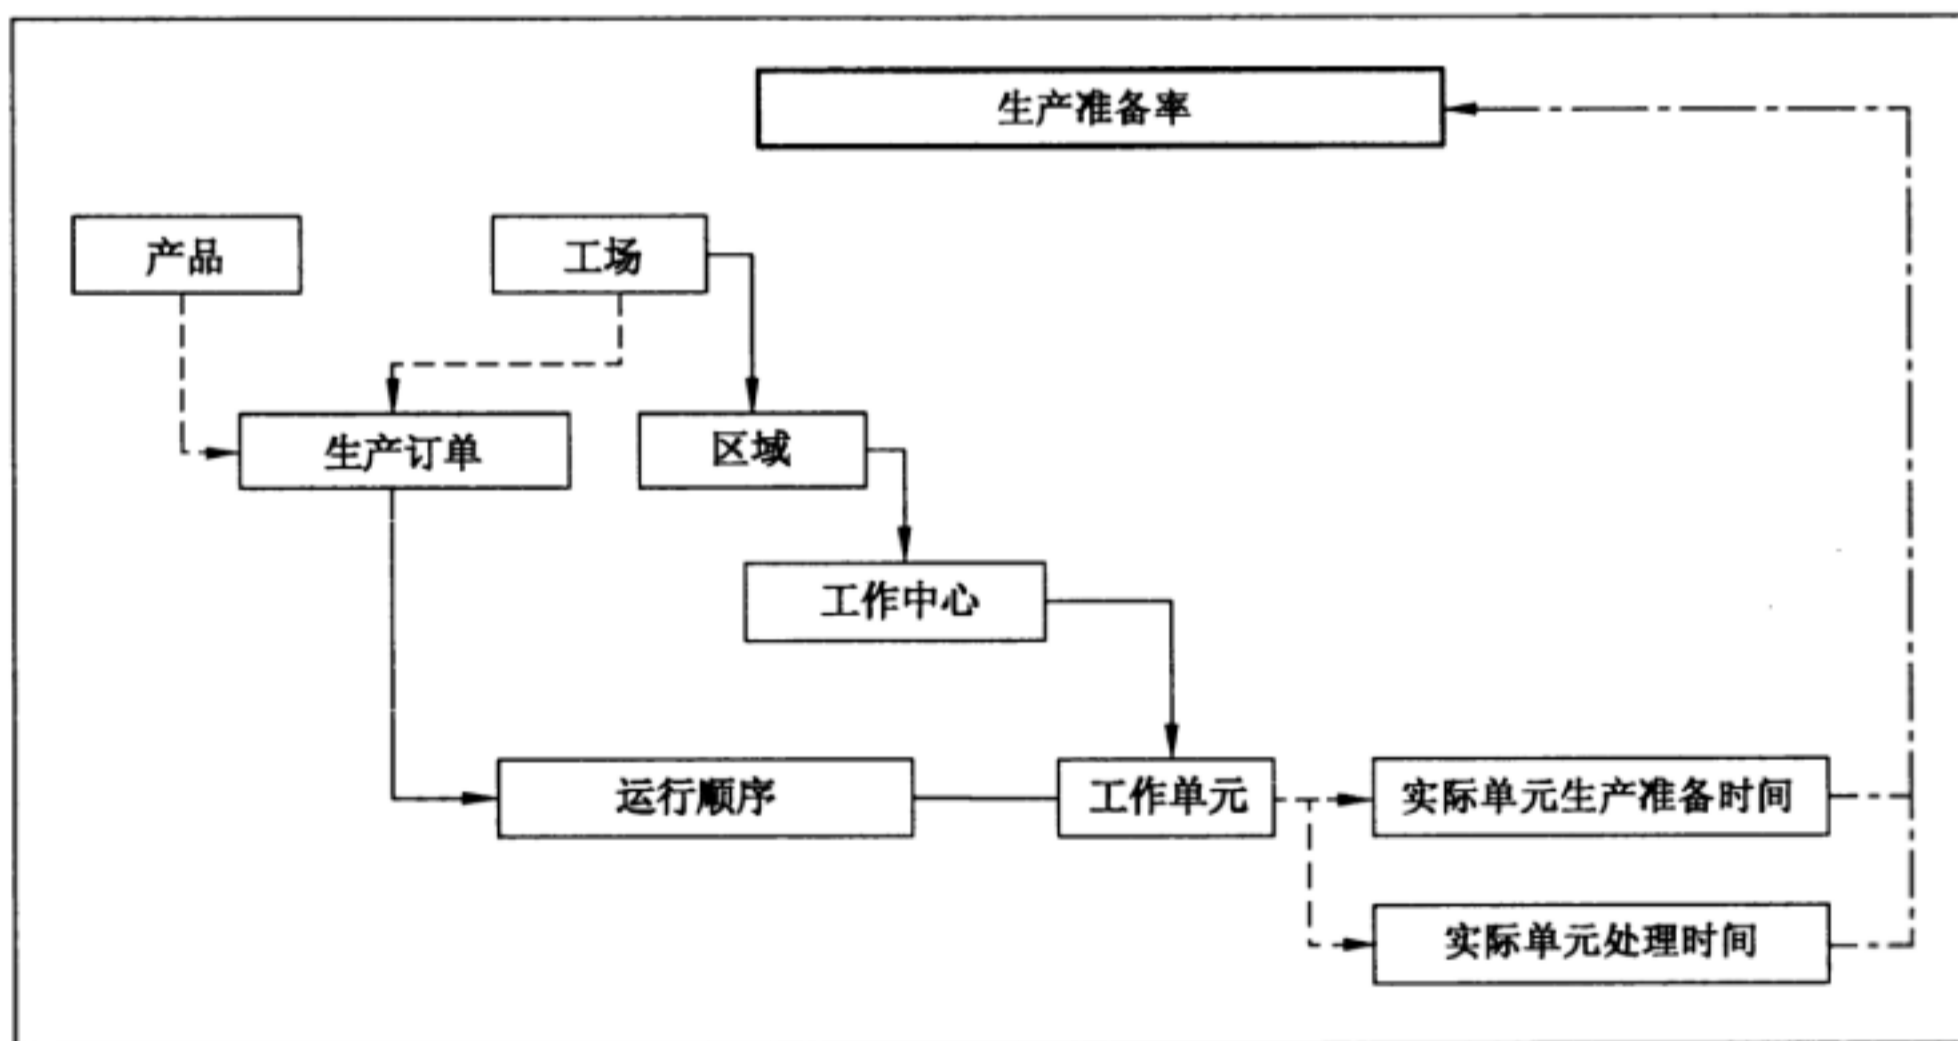 生产准备率
产品
工场
生产订单
区域
工作中心
运行顺序
工作单元
实际单元生产准备时间
实际单元处理时间